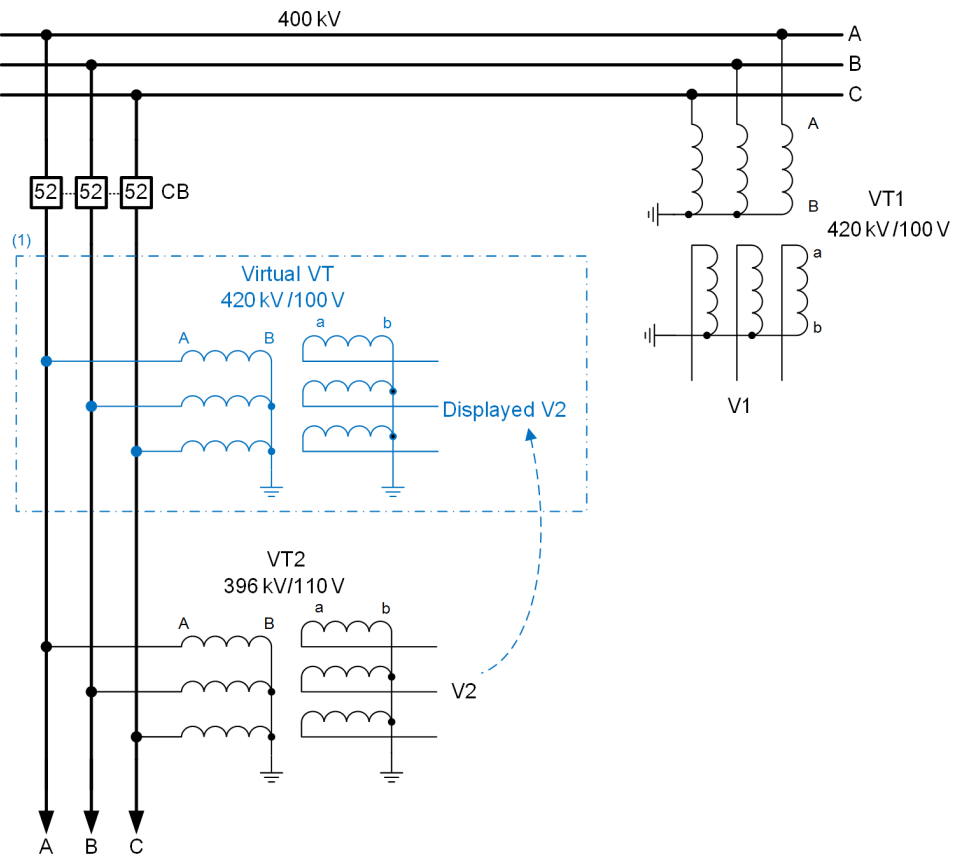 400 kV
A
B
C
52 52 52 CB
A
B
VT1
420 kV/100 V
a
b
V1
(1)
Virtual VT
420 kV/100 V
A B a b
Displayed V2
VT2
396 kV/110 V
A B a b
V2
A B C